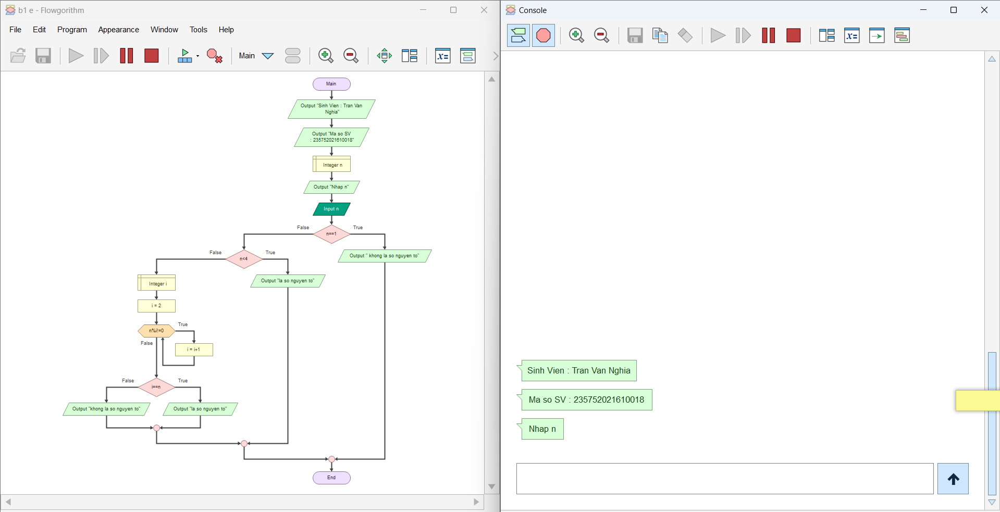 b1 e - Flowgorithm
File Edit Program Appearance Window Tools Help
Main
Main
Output "Sinh Vien : Tran Van
Nghia"
Output "Ma so SV
: 235752021610018"
Integer n
Output "Nhap n"
Input n
False
n==1
True
False
n<4
True
Output " khong la so nguyen to"
Integer i
Output "la so nguyen to"
i = 2
n%i!=0
True
False
i = i+1
False
i==n
True
Output "khong la so nguyen to"
Output "la so nguyen to"
End
Console
Sinh Vien : Tran Van Nghia
Ma so SV : 235752021610018
Nhap n